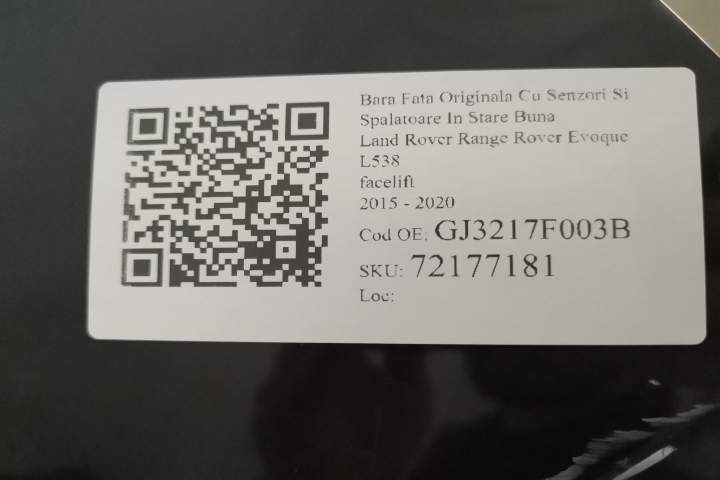 Bara Fata Originala Cu Senzori Si
Spalatoare In Stare Buna
Land Rover Range Rover Evoque
L538
facelift
2015 - 2020
Cod OE: GJ3217F003B
SKU: 72177181
Loc: